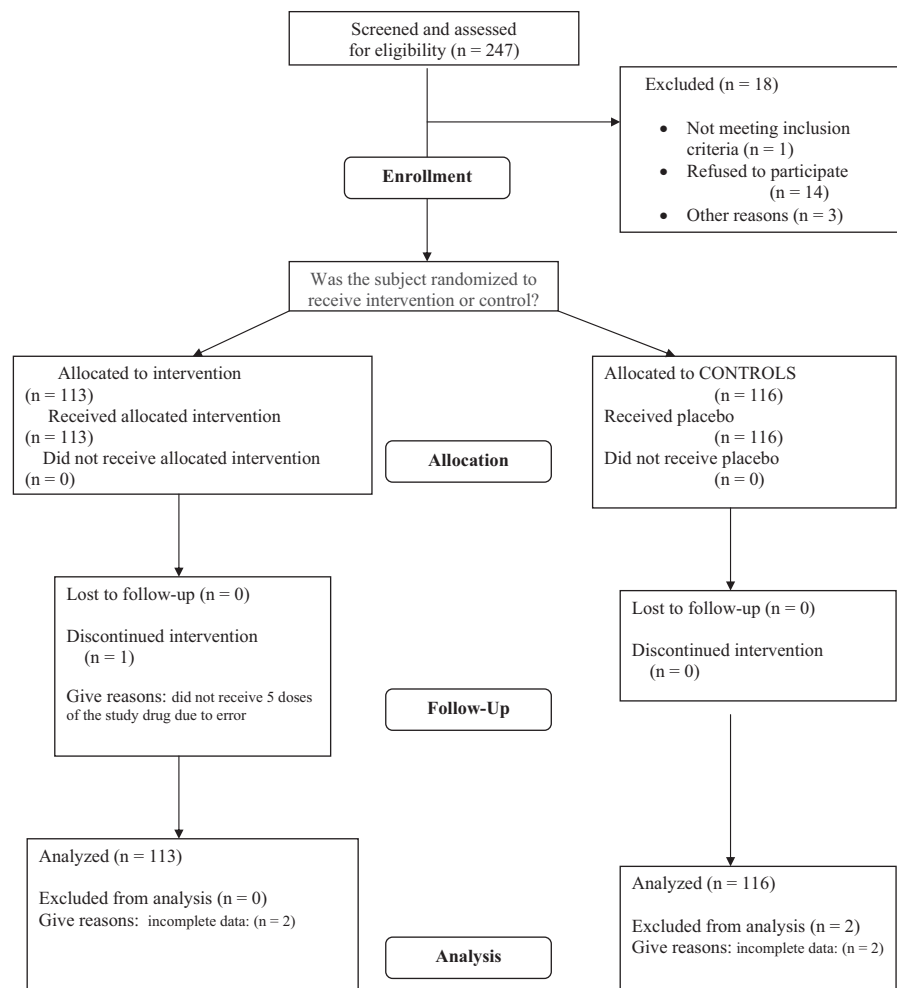 Screened and assessed
for eligibility (n = 247)
Excluded (n = 18)
• Not meeting inclusion
criteria (n = 1)
• Refused to participate
(n = 14)
• Other reasons (n = 3)
Enrollment
Was the subject randomized to
receive intervention or control?
Allocated to intervention
(n = 113)
Received allocated intervention
(n = 113)
Did not receive allocated intervention
(n = 0)
Allocated to CONTROLS
(n = 116)
Received placebo
(n = 116)
Did not receive placebo
(n = 0)
Allocation
Lost to follow-up (n = 0)
Discontinued intervention
(n = 1)
Give reasons: did not receive 5 doses
of the study drug due to error
Lost to follow-up (n = 0)
Discontinued intervention
(n = 0)
Follow-Up
Analyzed (n = 113)
Excluded from analysis (n = 0)
Give reasons: incomplete data: (n = 2)
Analyzed (n = 116)
Excluded from analysis (n = 2)
Give reasons: incomplete data: (n = 2)
Analysis